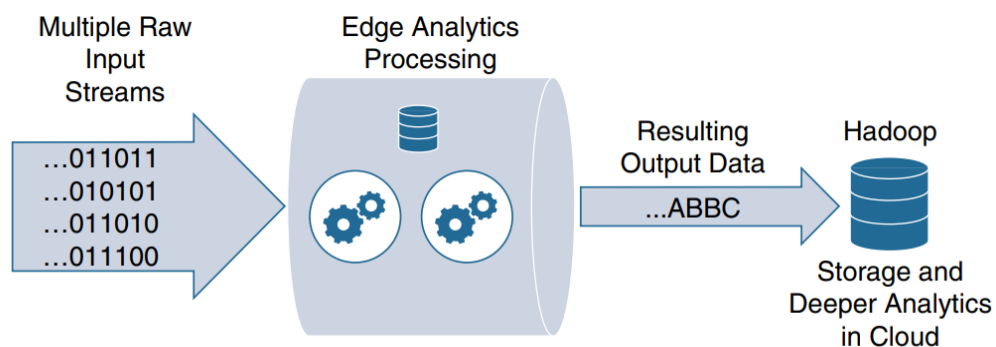 Multiple Raw
Input
Streams
...011011
...010101
...011010
...011100
Edge Analytics
Processing
Resulting
Output Data
...ABBC
Hadoop
Storage and
Deeper Analytics
in Cloud